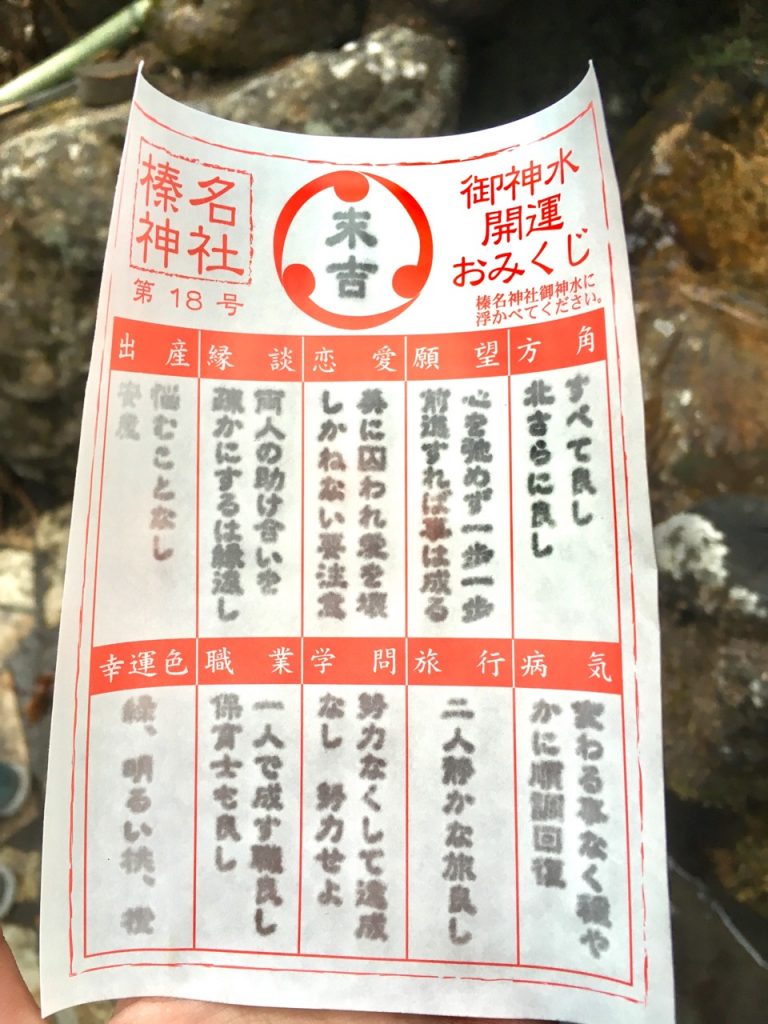 榛名
神社
第18号
末吉
御神水
開運
おみくじ
榛名神社御神水に
浮かべてください。
方角
すべて良し
北さらに良し
願望
心を弛めず一歩一歩
前進すれば事は成る
恋愛
に囚われ愛を壊
しかねない要注意
縁談
両人の助け合いを
疎かにするは縁遠し
出産
悩むことなし
安産
病気
変わる事なく穏や
かに順調回復
旅行
二人静かな旅良し
学問
努力なくして達成
なし 努力せよ
職業
一人で成す職良し
保育士も良し
幸運色
緑、明るい桃、橙